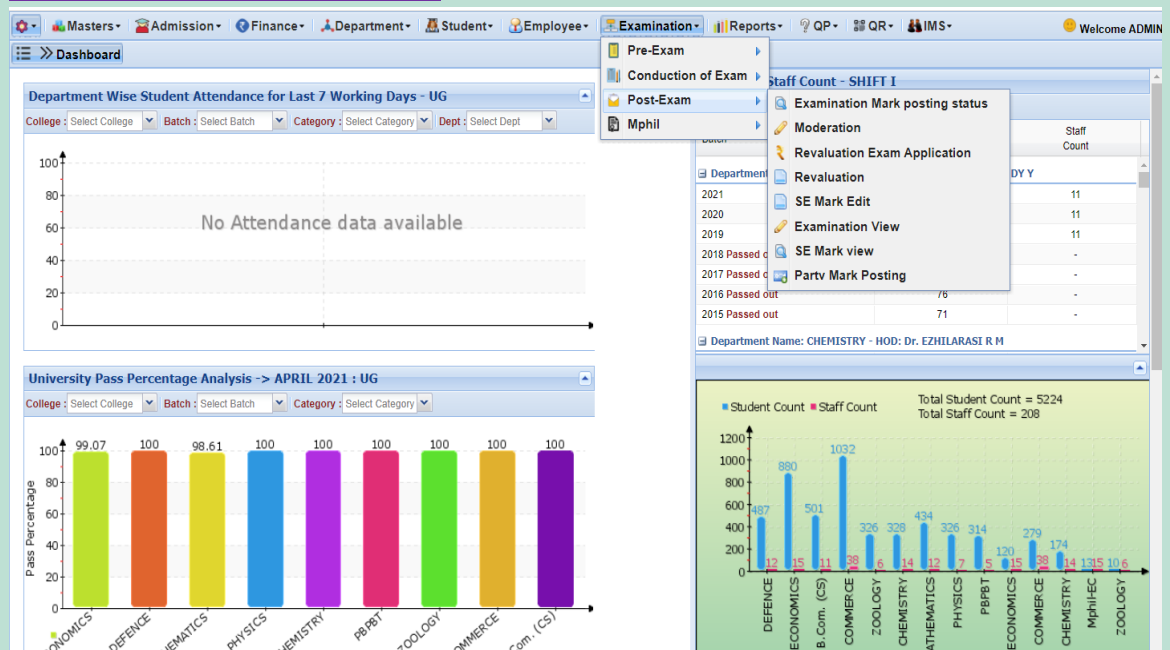 Masters Admission Finance Department Student Employee Examination Reports QP QR IMS Welcome ADMIN
Dashboard
Pre-Exam
Conduction of Exam
Post-Exam
Mphil
Examination Mark posting status
Moderation
Revaluation Exam Application
Revaluation
SE Mark Edit
Examination View
SE Mark view
Partv Mark Posting
Department Wise Student Attendance for Last 7 Working Days - UG
College : Select College Batch : Select Batch Category : Select Category Dept : Select Dept
100
80
60
40
20
0
No Attendance data available
University Pass Percentage Analysis -> APRIL 2021 : UG
College : Select College Batch : Select Batch Category : Select Category
Pass Percentage
100
80
60
40
20
0
99.07 100 98.61 100 100 100 100 100 100
DEFENCE PHYSICS PBPBT ZOOLOGY
Staff Count - SHIFT I
Staff
Count
Department DY Y
2021 11
2020 11
2019 11
2018 Passed -
2017 Passed -
2016 Passed out 76 -
2015 Passed out 71 -
Department Name: CHEMISTRY - HOD: Dr. EZHILARASI R M
Student Count Staff Count
Total Student Count = 5224
Total Staff Count = 208
1200
1000
800
600
400
200
0
487 880 501 1032 326 328 434 326 314 120 279 174 13 10
12 15 11 38 6 14 12 7 5 15 38 14 15 6
DEFENCE ECONOMICS B.Com. (CS) COMMERCE ZOOLOGY CHEMISTRY ATHEMATICS PHYSICS PBPBT ECONOMICS COMMERCE CHEMISTRY Mphil-EC ZOOLOGY